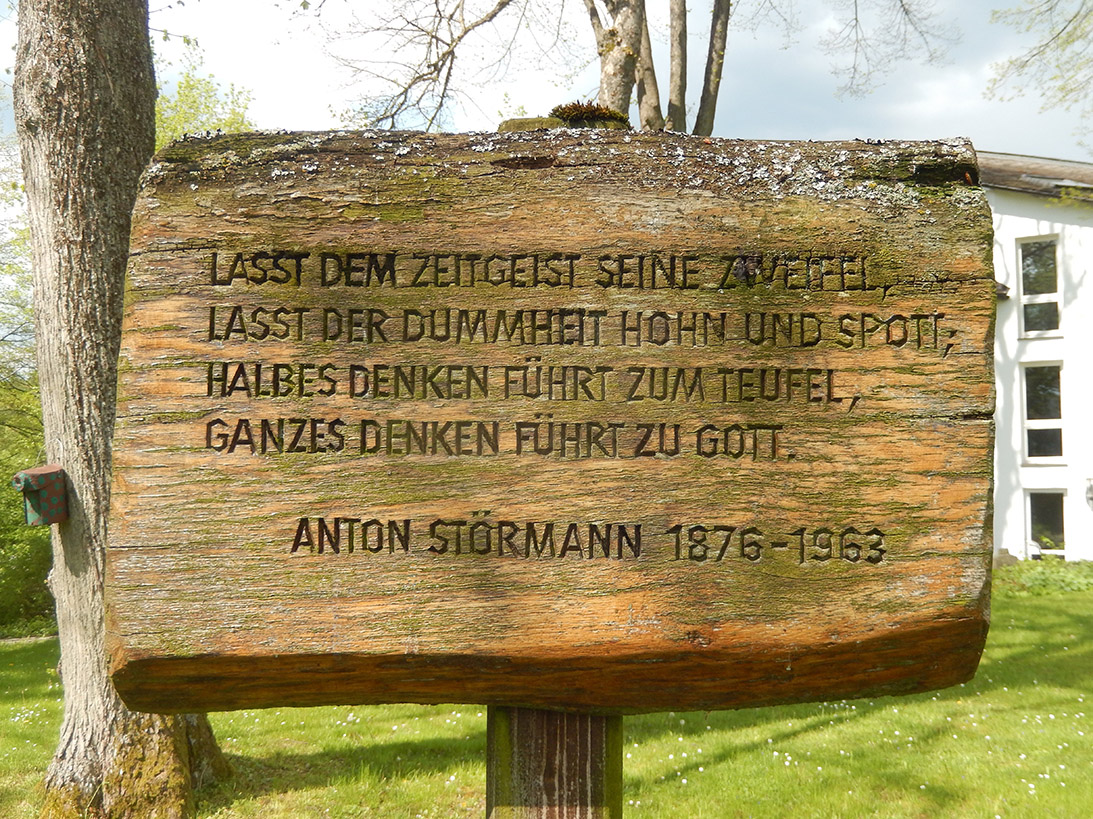 LASST DEM ZEITGEIST SEINE ZWEIFEL,
LASST DER DUMMHEIT HOHN UND SPOTT;
HALBES DENKEN FÜHRT ZUM TEUFEL,
GANZES DENKEN FÜHRT ZU GOTT.
ANTON STÖRMANN 1876-1963